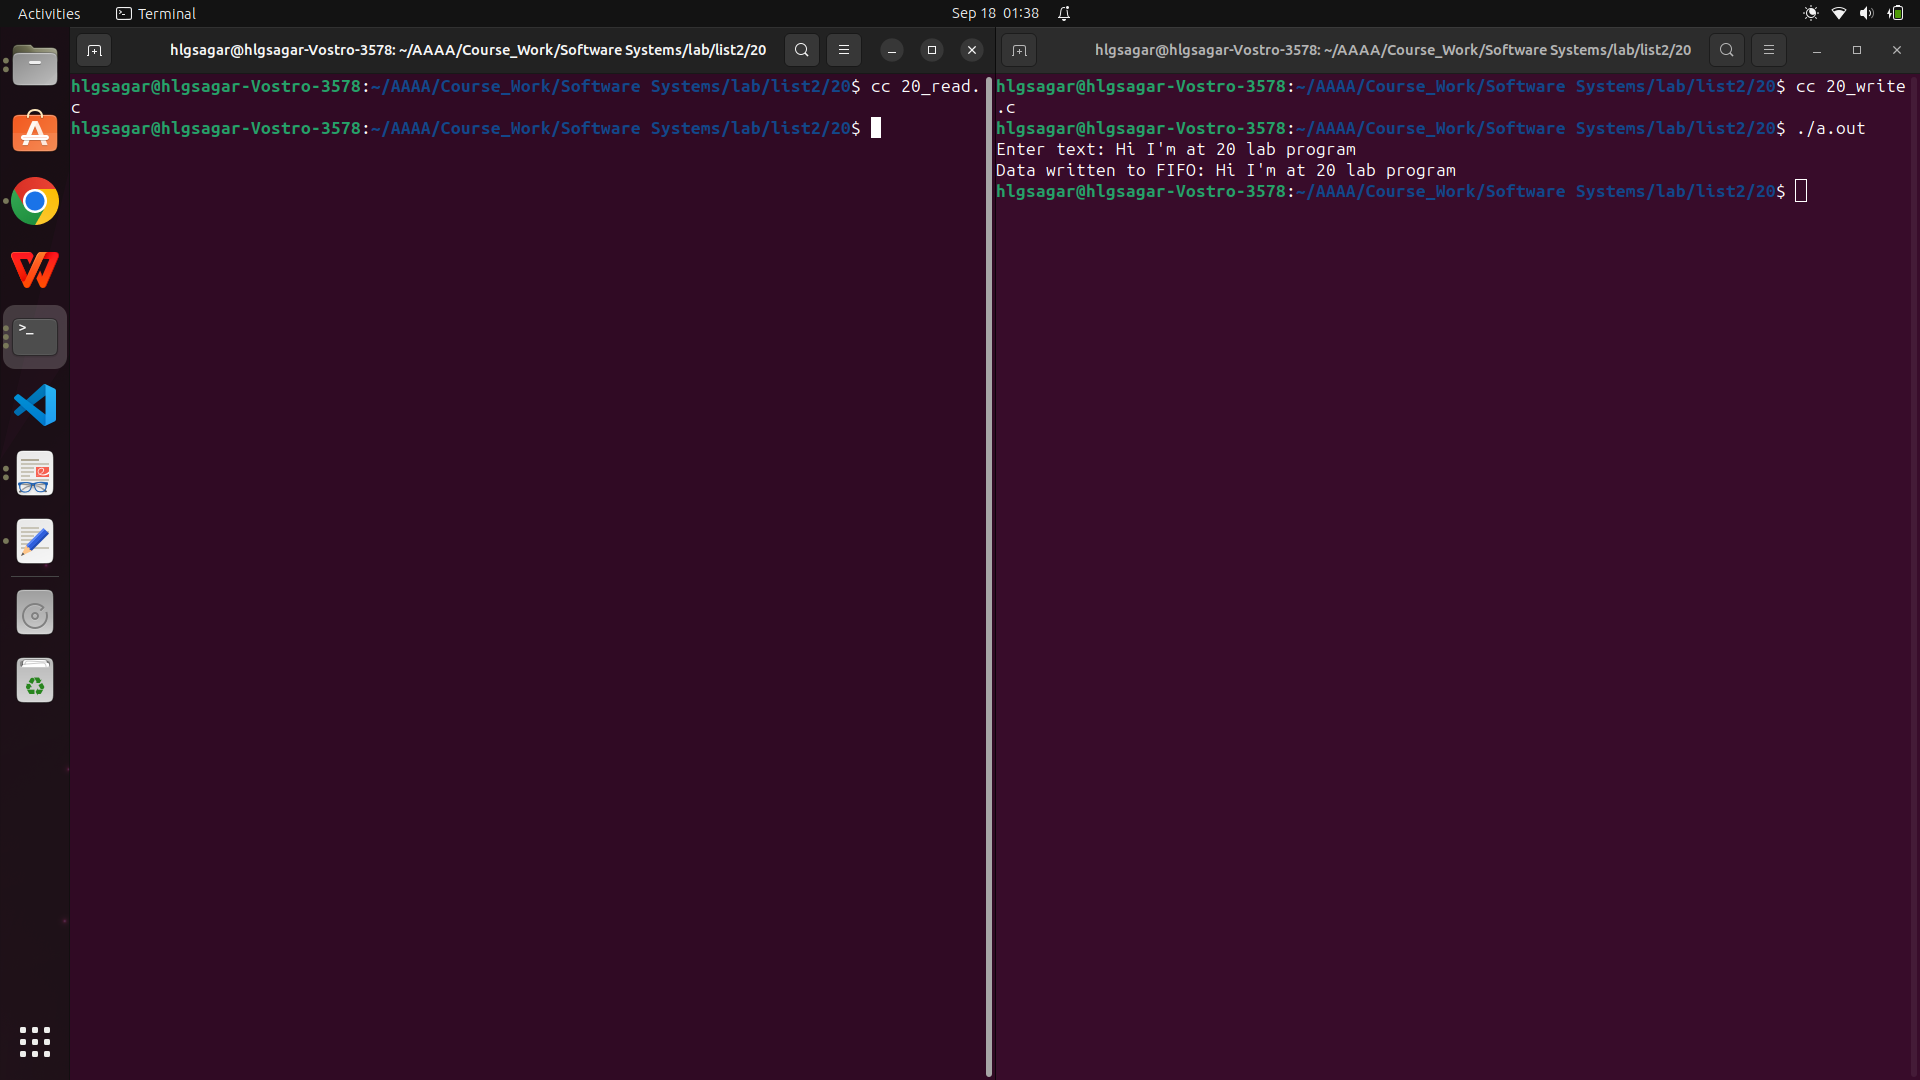 Activities
Terminal
Sep 18 01:38
hlgsagar@hlgsagar-Vostro-3578: ~/AAAA/Course_Work/Software Systems/lab/list2/20
hlgsagar@hlgsagar-Vostro-3578:~/AAAA/Course_Work/Software Systems/lab/list2/20$ cc 20_read.
c
hlgsagar@hlgsagar-Vostro-3578:~/AAAA/Course_Work/Software Systems/lab/list2/20$
hlgsagar@hlgsagar-Vostro-3578: ~/AAAA/Course_Work/Software Systems/lab/list2/20
hlgsagar@hlgsagar-Vostro-3578:~/AAAA/Course_Work/Software Systems/lab/list2/20$ cc 20_write
.c
hlgsagar@hlgsagar-Vostro-3578:~/AAAA/Course_Work/Software Systems/lab/list2/20$ ./a.out
Enter text: Hi I'm at 20 lab program
Data written to FIFO: Hi I'm at 20 lab program
hlgsagar@hlgsagar-Vostro-3578:~/AAAA/Course_Work/Software Systems/lab/list2/20$